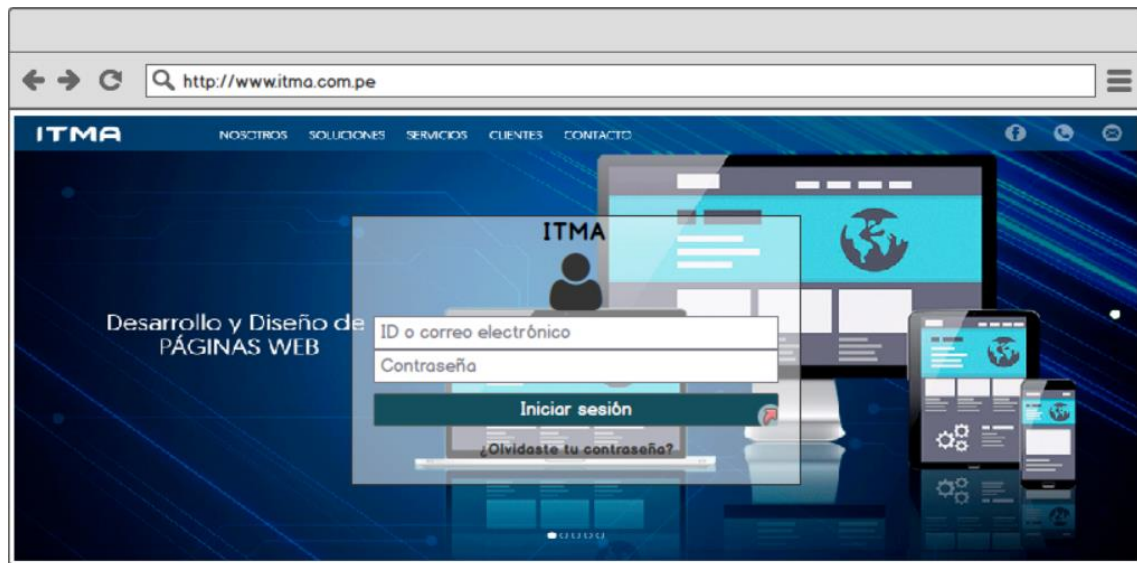 http://www.itma.com.pe
ITMA
NOSOTROS SOLUCIONES SERVICIOS CLIENTES CONTACTO
ITMA
Desarrollo y Diseño de
PÁGINAS WEB
ID o correo electrónico
Contraseña
Iniciar sesión
¿Olvidaste tu contraseña?